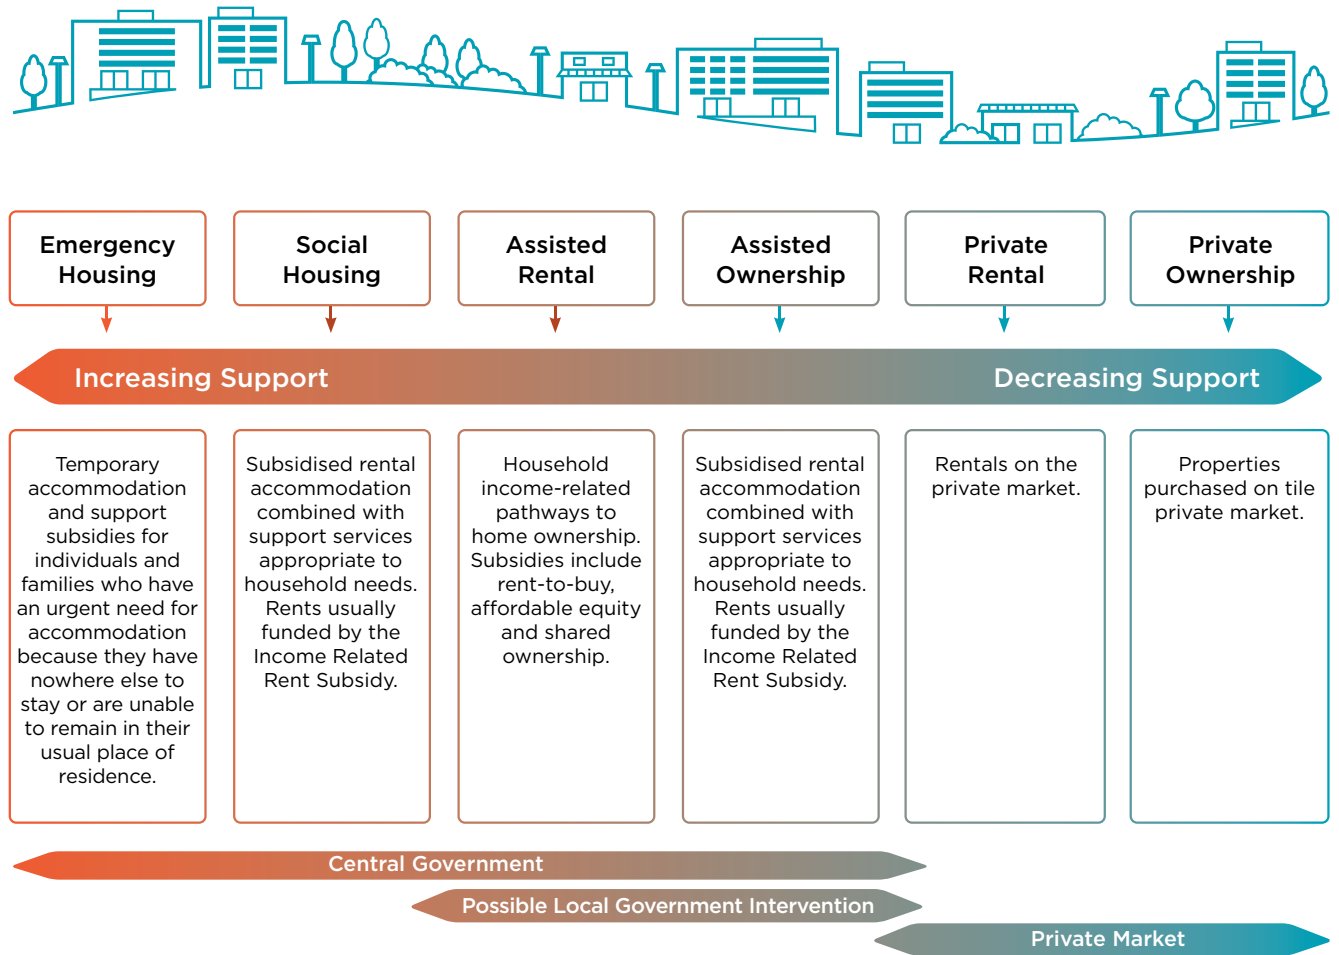 Emergency
Housing
Social
Housing
Assisted
Rental
Assisted
Ownership
Private
Rental
Private
Ownership
Increasing Support
Decreasing Support
Temporary
accommodation
and support
subsidies for
individuals and
families who have
an urgent need for
accommodation
because they have
nowhere else to
stay or are unable
to remain in their
usual place of
residence.
Subsidised rental
accommodation
combined with
support services
appropriate to
household needs.
Rents usually
funded by the
Income Related
Rent Subsidy.
Household
income-related
pathways to
home ownership.
Subsidies include
rent-to-buy,
affordable equity
and shared
ownership.
Subsidised rental
accommodation
combined with
support services
appropriate to
household needs.
Rents usually
funded by the
Income Related
Rent Subsidy.
Rentals on the
private market.
Properties
purchased on tile
private market.
Central Government
Possible Local Government Intervention
Private Market